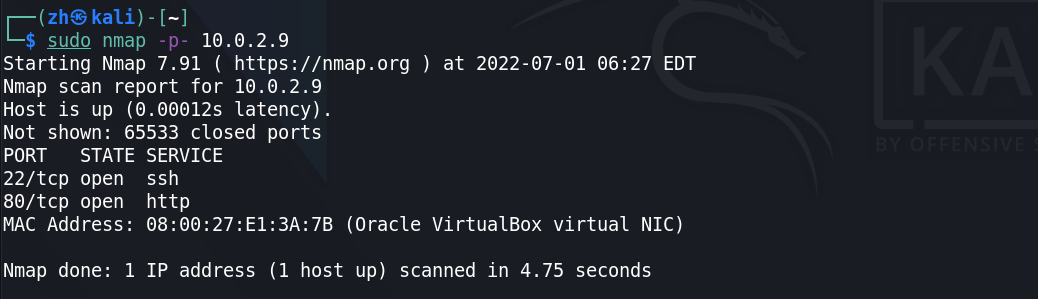 ┌──(zh㉿kali)-[~]
└─$ sudo nmap -p- 10.0.2.9
Starting Nmap 7.91 ( https://nmap.org ) at 2022-07-01 06:27 EDT
Nmap scan report for 10.0.2.9
Host is up (0.00012s latency).
Not shown: 65533 closed ports
PORT   STATE SERVICE
22/tcp open  ssh
80/tcp open  http
MAC Address: 08:00:27:E1:3A:7B (Oracle VirtualBox virtual NIC)
Nmap done: 1 IP address (1 host up) scanned in 4.75 seconds
KA
BY OFFENSIVE S